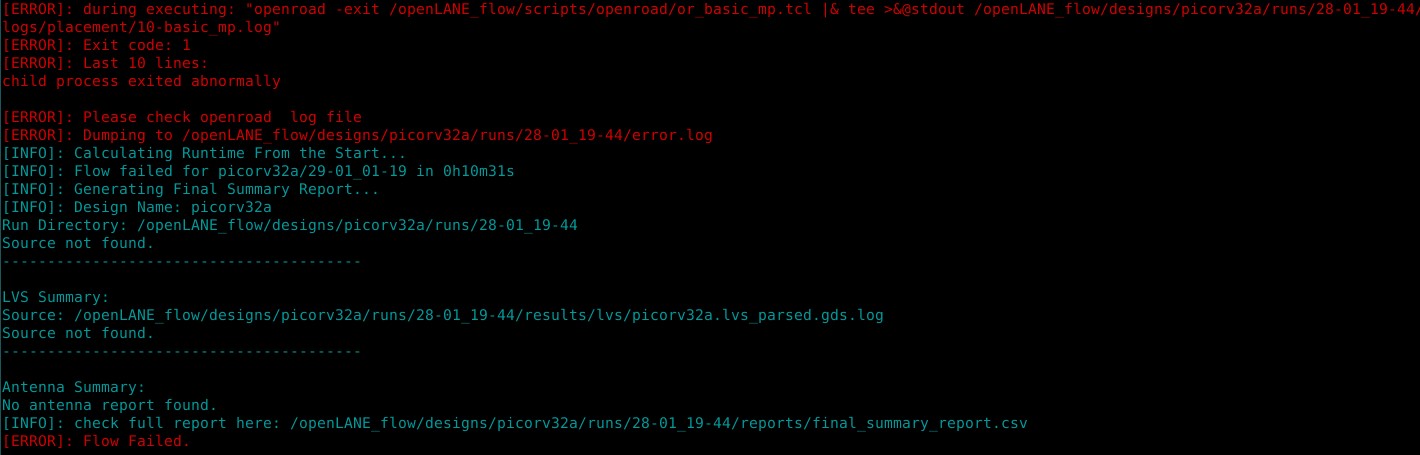 [ERROR]: during executing: "openroad -exit /openLANE_flow/scripts/openroad/or_basic_mp.tcl |& tee >&@stdout /openLANE_flow/designs/picorv32a/runs/28-01_19-44/
logs/placement/10-basic_mp.log"
[ERROR]: Exit code: 1
[ERROR]: Last 10 lines:
child process exited abnormally
[ERROR]: Please check openroad  log file
[ERROR]: Dumping to /openLANE_flow/designs/picorv32a/runs/28-01_19-44/error.log
[INFO]: Calculating Runtime From the Start...
[INFO]: Flow failed for picorv32a/29-01_01-19 in 0h10m31s
[INFO]: Generating Final Summary Report...
[INFO]: Design Name: picorv32a
Run Directory: /openLANE_flow/designs/picorv32a/runs/28-01_19-44
Source not found.
----------------------------------------
LVS Summary:
Source: /openLANE_flow/designs/picorv32a/runs/28-01_19-44/results/lvs/picorv32a.lvs_parsed.gds.log
Source not found.
----------------------------------------
Antenna Summary:
No antenna report found.
[INFO]: check full report here: /openLANE_flow/designs/picorv32a/runs/28-01_19-44/reports/final_summary_report.csv
[ERROR]: Flow Failed.